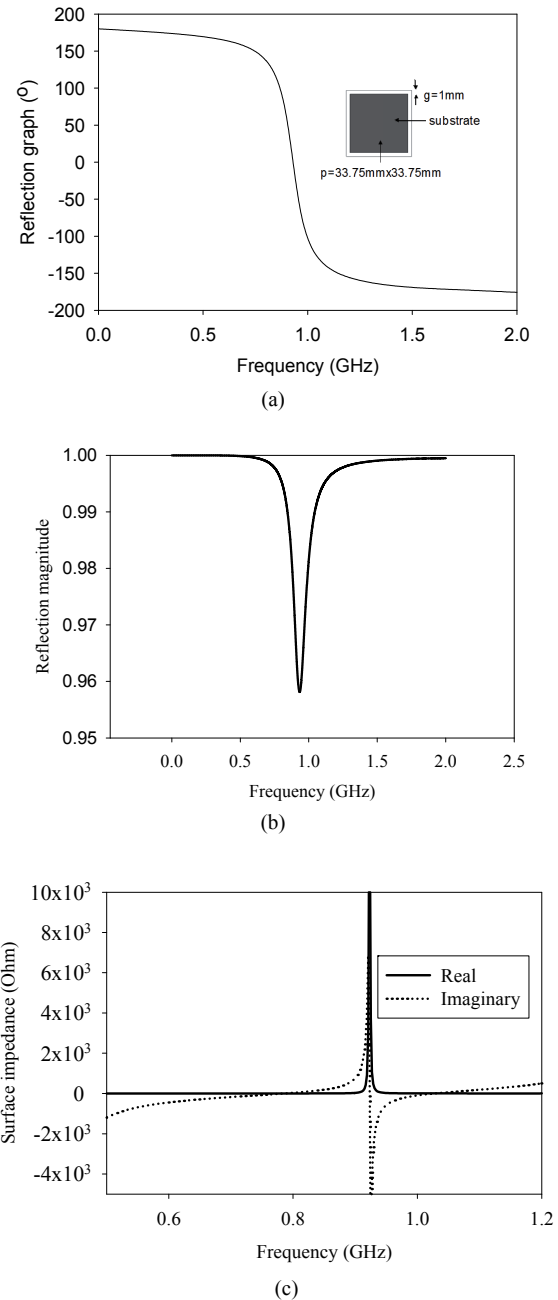 200
150
100
50
0
-50
-100
-150
-200
Reflection graph (O)
g=1mm
substrate
p=33.75mmx33.75mm
0.0 0.5 1.0 1.5 2.0
Frequency (GHz)
(a)
1.00
0.99
0.98
0.97
0.96
0.95
Reflection magnitude
0.0 0.5 1.0 1.5 2.0 2.5
Frequency (GHz)
(b)
10x10³
8x10³
6x10³
4x10³
2x10³
0
-2x10³
-4x10³
Surface impedance (Ohm)
Real
Imaginary
0.6 0.8 1.0 1.2
Frequency (GHz)
(c)